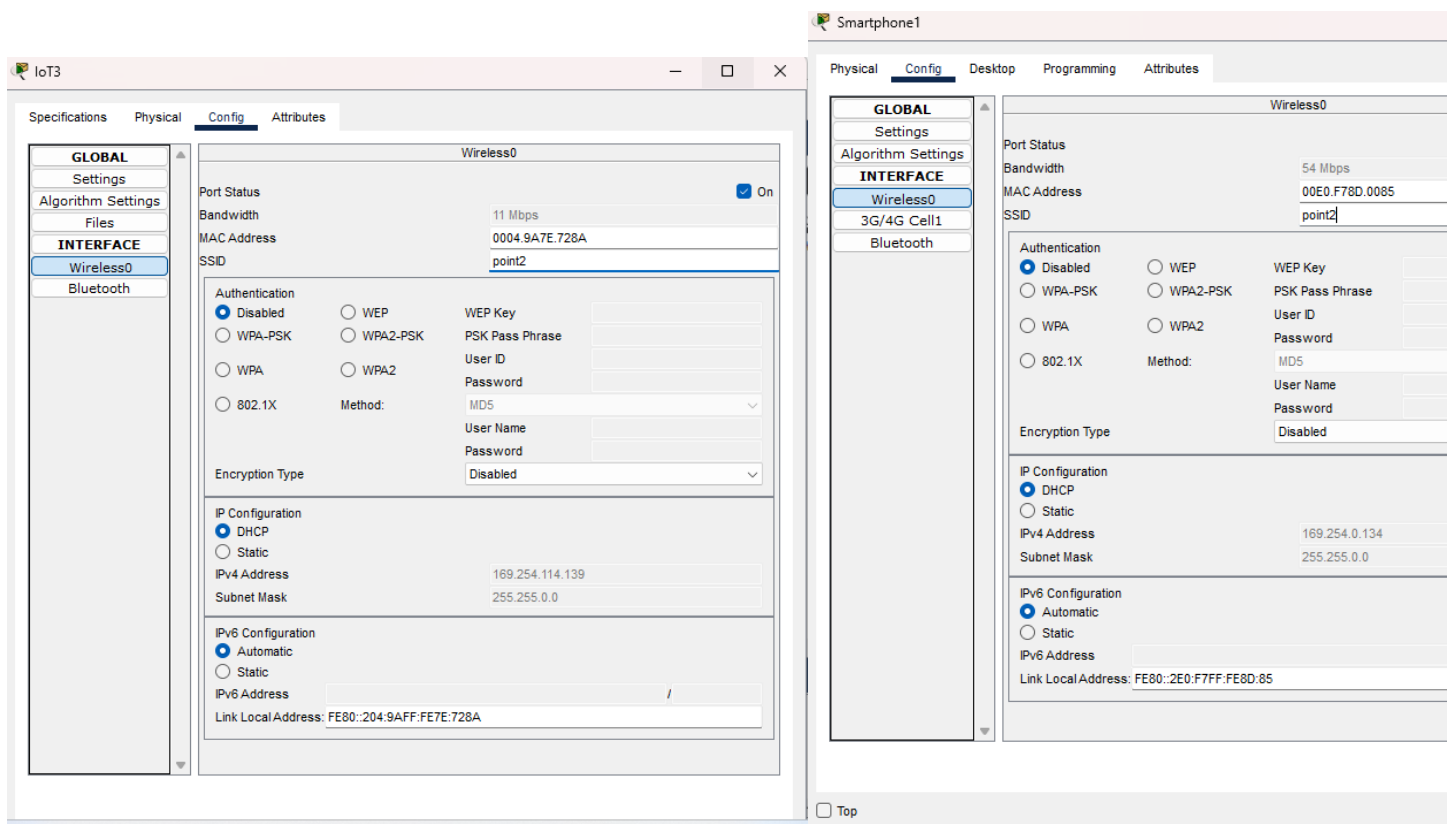 IoT3
Specifications Physical Config Attributes
GLOBAL
Settings
Algorithm Settings
Files
INTERFACE
Wireless0
Bluetooth
Wireless0
Port Status On
Bandwidth 11 Mbps
MAC Address 0004.9A7E.728A
SSID point2
Authentication
Disabled WEP WEP Key
WPA-PSK WPA2-PSK PSK Pass Phrase
User ID
WPA WPA2
Password
802.1X Method: MD5
User Name
Password
Encryption Type Disabled
IP Configuration
DHCP
Static
IPv4 Address 169.254.114.139
Subnet Mask 255.255.0.0
IPv6 Configuration
Automatic
Static
IPv6 Address /
Link Local Address: FE80::204:9AFF:FE7E:728A
Smartphone1
Physical Config Desktop Programming Attributes
GLOBAL
Settings
Algorithm Settings
INTERFACE
Wireless0
3G/4G Cell1
Bluetooth
Wireless0
Port Status
Bandwidth 54 Mbps
MAC Address 00E0.F78D.0085
SSID point2
Authentication
Disabled WEP WEP Key
WPA-PSK WPA2-PSK PSK Pass Phrase
User ID
WPA WPA2
Password
802.1X Method: MD5
User Name
Password
Encryption Type Disabled
IP Configuration
DHCP
Static
IPv4 Address 169.254.0.134
Subnet Mask 255.255.0.0
IPv6 Configuration
Automatic
Static
IPv6 Address
Link Local Address: FE80::2E0:F7FF:FE8D:85
Top